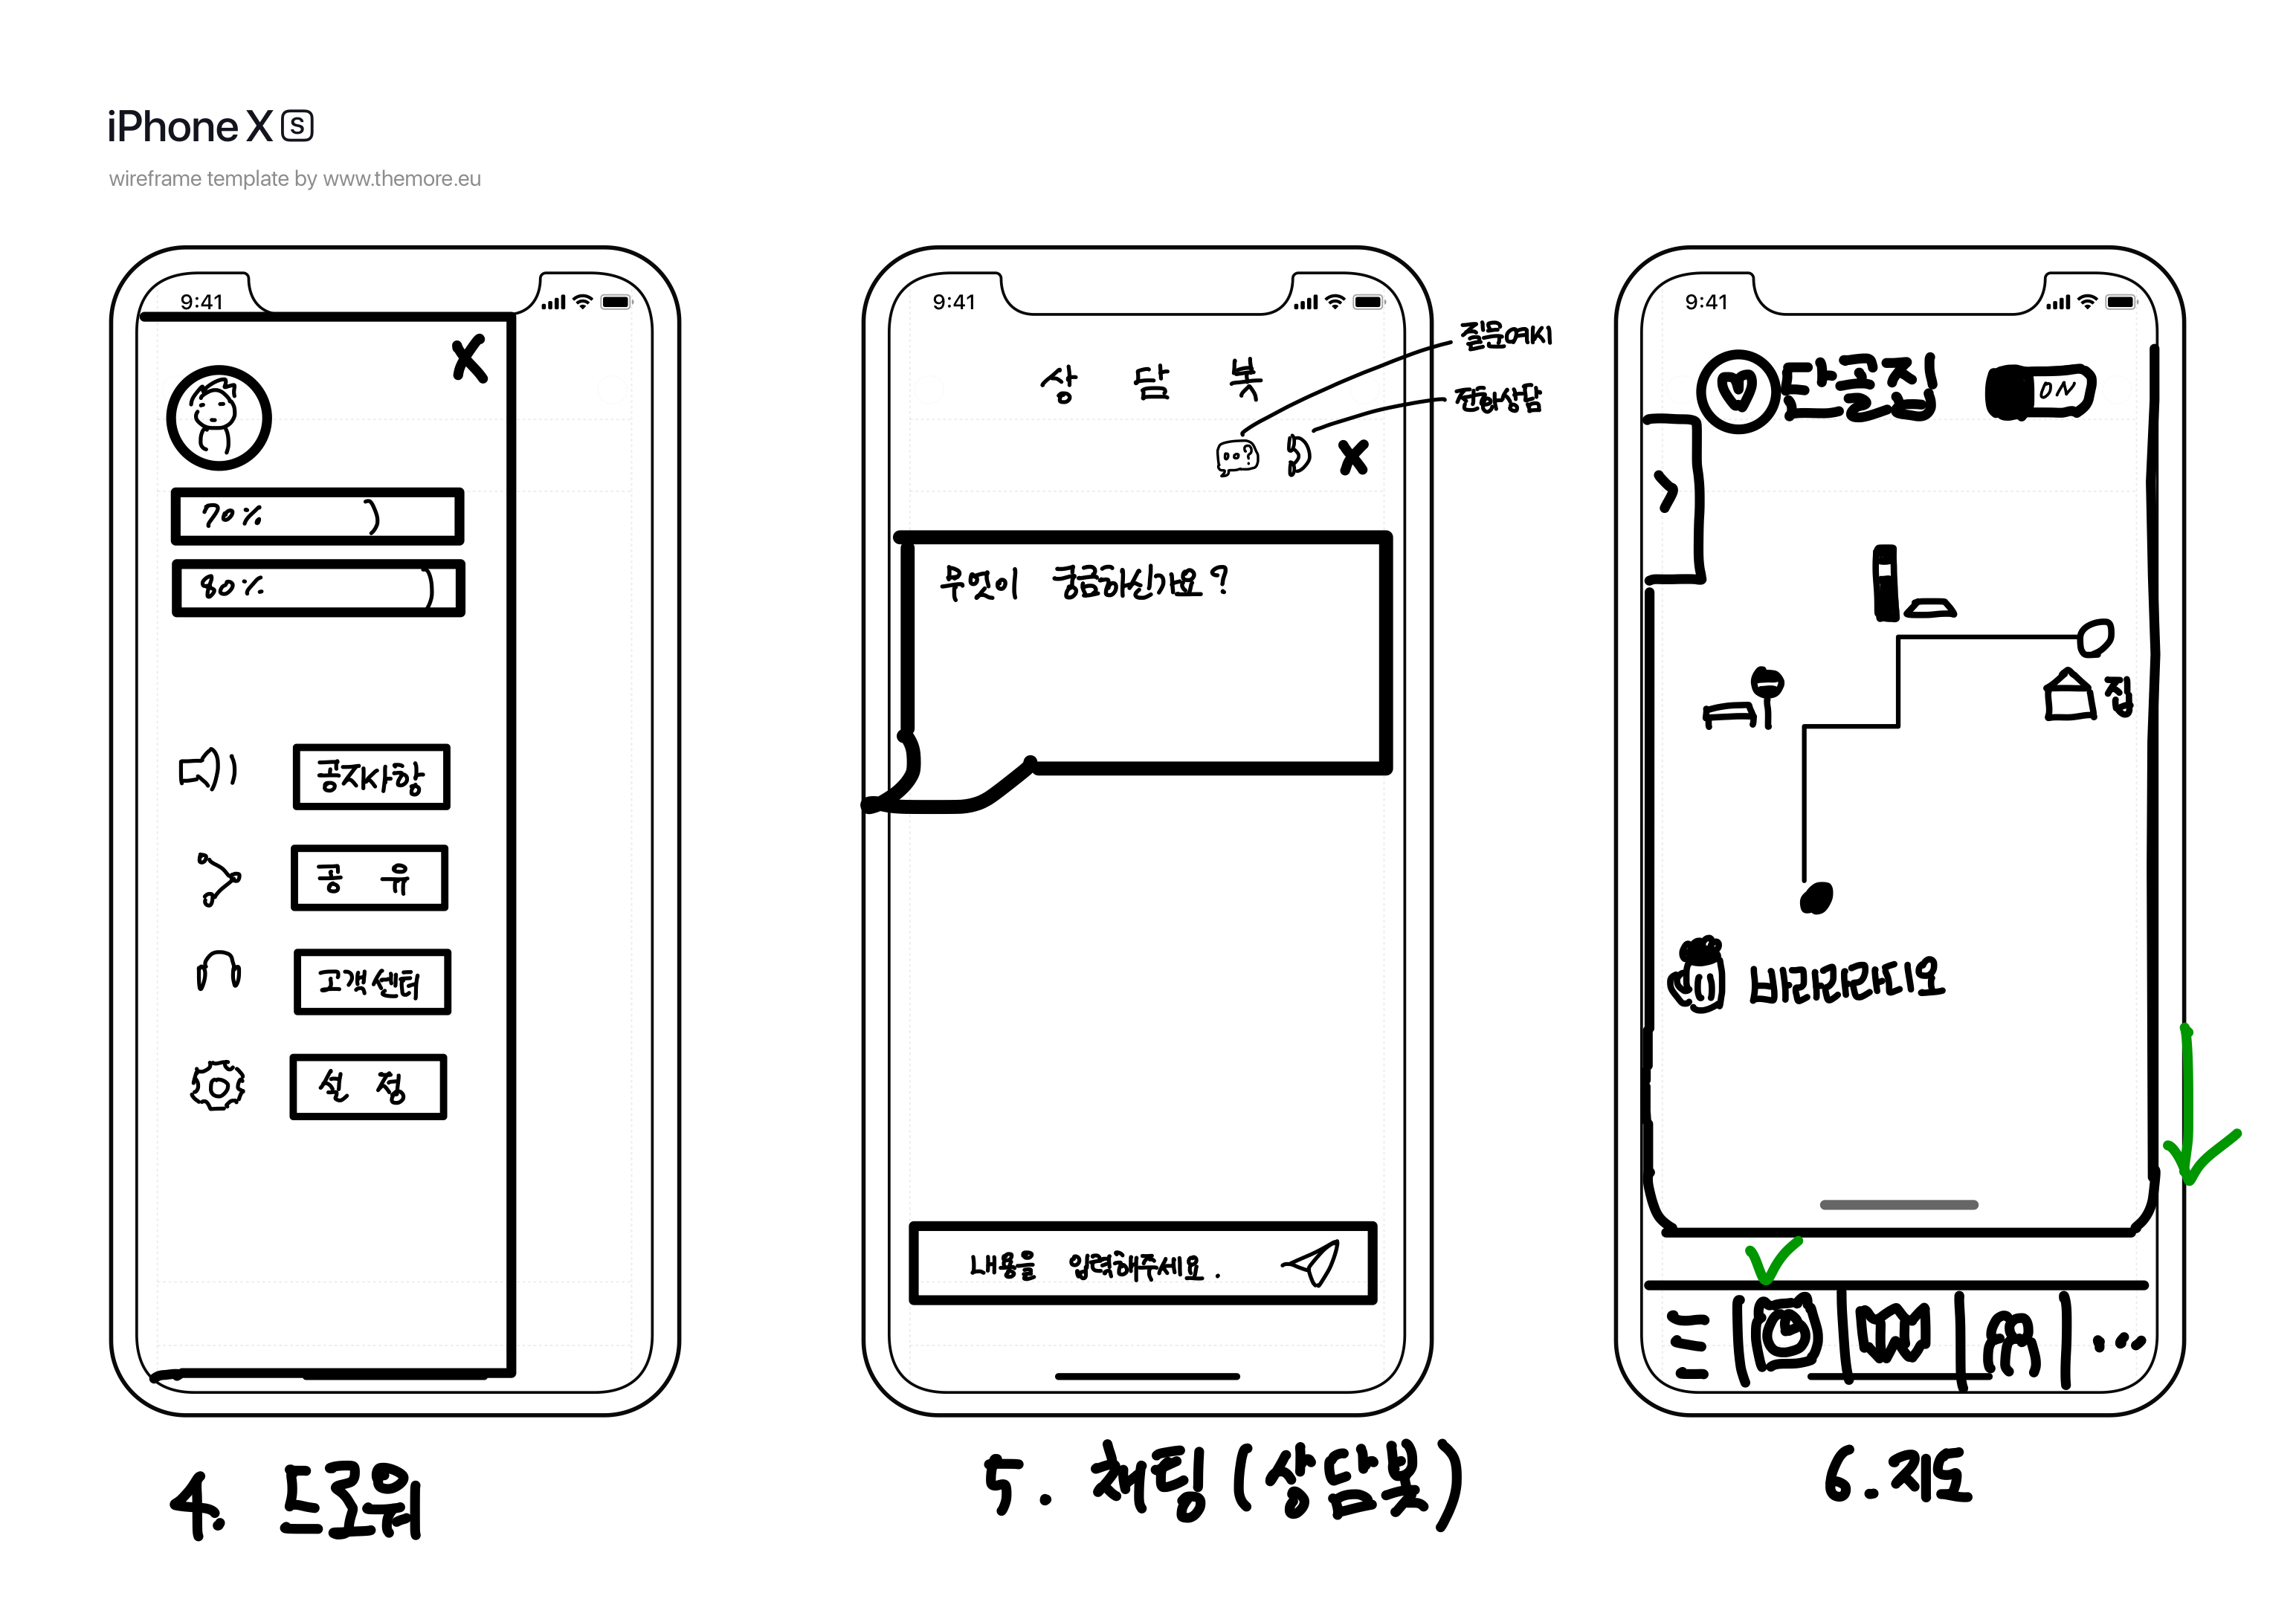 iPhone X S
wireframe template by www.themore.eu
9:41
X
70%
80%
공지사항
공 유
고객센터
설 정
4. 드로워
9:41
상 담 봇
질문예시
전화상담
X
무엇이 궁금하신가요?
내용을 입력해주세요.
5. 채팅 (상담봇)
9:41
단골집
ON
집
바라라라디오
6. 지도